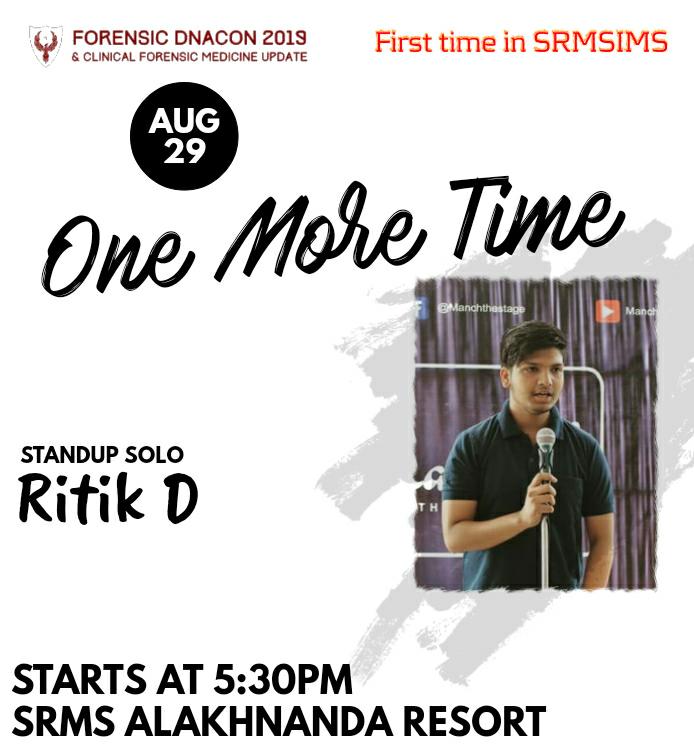 FORENSIC DNACON 2019
& CLINICAL FORENSIC MEDICINE UPDATE
First time in SRMSIMS
AUG
29
One More Time
@Manchthestage
Manch
STANDUP SOLO
Ritik D
STARTS AT 5:30PM
SRMS ALAKHNANDA RESORT